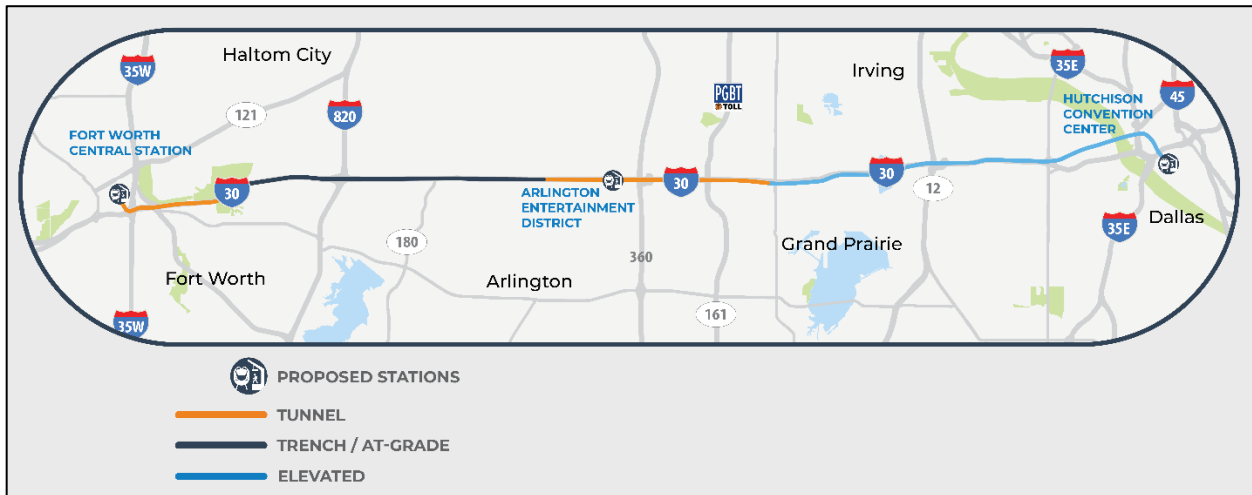 Haltom City
35W
121
820
PGBT
TOLL
Irving
35E
45
HUTCHISON
CONVENTION
CENTER
FORT WORTH
CENTRAL STATION
30
ARLINGTON
ENTERTAINMENT
DISTRICT
30
30
12
Dallas
35E
180
360
Grand Prairie
Fort Worth
Arlington
161
35W
PROPOSED STATIONS
TUNNEL
TRENCH / AT-GRADE
ELEVATED